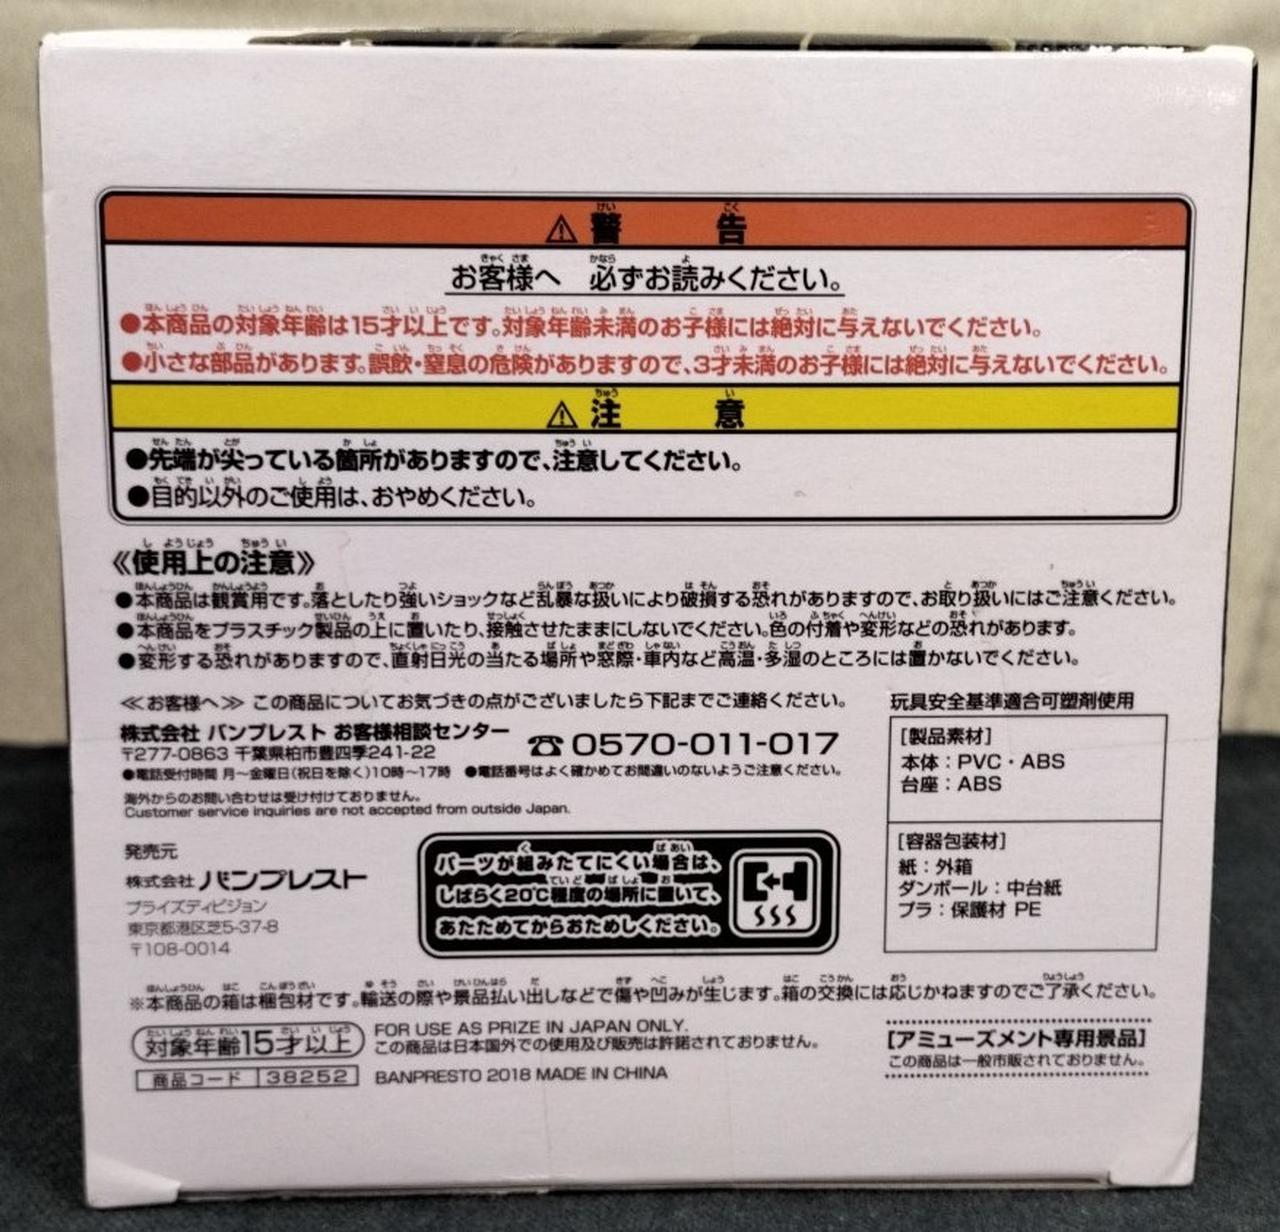 ⚠警告
お客様へ 必ずお読みください。
●本商品の対象年齢は15才以上です。対象年齢未満のお子様には絶対に与えないでください。
●小さな部品があります。誤飲・窒息の危険がありますので、3才未満のお子様には絶対に与えないでください。
⚠注意
●先端が尖っている箇所がありますので、注意してください。
●目的以外のご使用は、おやめください。
《使用上の注意》
●本商品は観賞用です。落としたり強いショックなど乱暴な扱いにより破損する恐れがありますので、お取り扱いにはご注意ください。
●本商品をプラスチック製品の上に置いたり、接触させたままにしないでください。色の付着や変形などの恐れがあります。
●変形する恐れがありますので、直射日光の当たる場所や窓際・車内など高温・多湿のところには置かないでください。
≪お客様へ≫ この商品についてお気づきの点がございましたら下記までご連絡ください。
株式会社 バンプレスト お客様相談センター
〒277-0863 千葉県柏市豊四季241-22
☎0570-011-017
●電話受付時間 月〜金曜日(祝日を除く)10時〜17時 ●電話番号はよく確かめてお間違いのないようご注意ください。
海外からのお問い合わせは受け付けておりません。
Customer service inquiries are not accepted from outside Japan.
玩具安全基準適合可塑剤使用
[製品素材]
本体：PVC・ABS
台座：ABS
[容器包装材]
紙：外箱
ダンボール：中台紙
プラ：保護材 PE
発売元
株式会社 バンプレスト
プライズディビジョン
東京都港区芝5-37-8
〒108-0014
パーツが組みたてにくい場合は、
しばらく20℃程度の場所に置いて、
あたためてからおためしください。
※本商品の箱は梱包材です。輸送の際や景品払い出しなどで傷や凹みが生じます。箱の交換には応じかねますのでご了承ください。
対象年齢15才以上
商品コード 38252
FOR USE AS PRIZE IN JAPAN ONLY.
この商品は日本国外での使用及び販売は許諾されておりません。
BANPRESTO 2018 MADE IN CHINA
[アミューズメント専用景品]
この商品は一般市販されておりません。